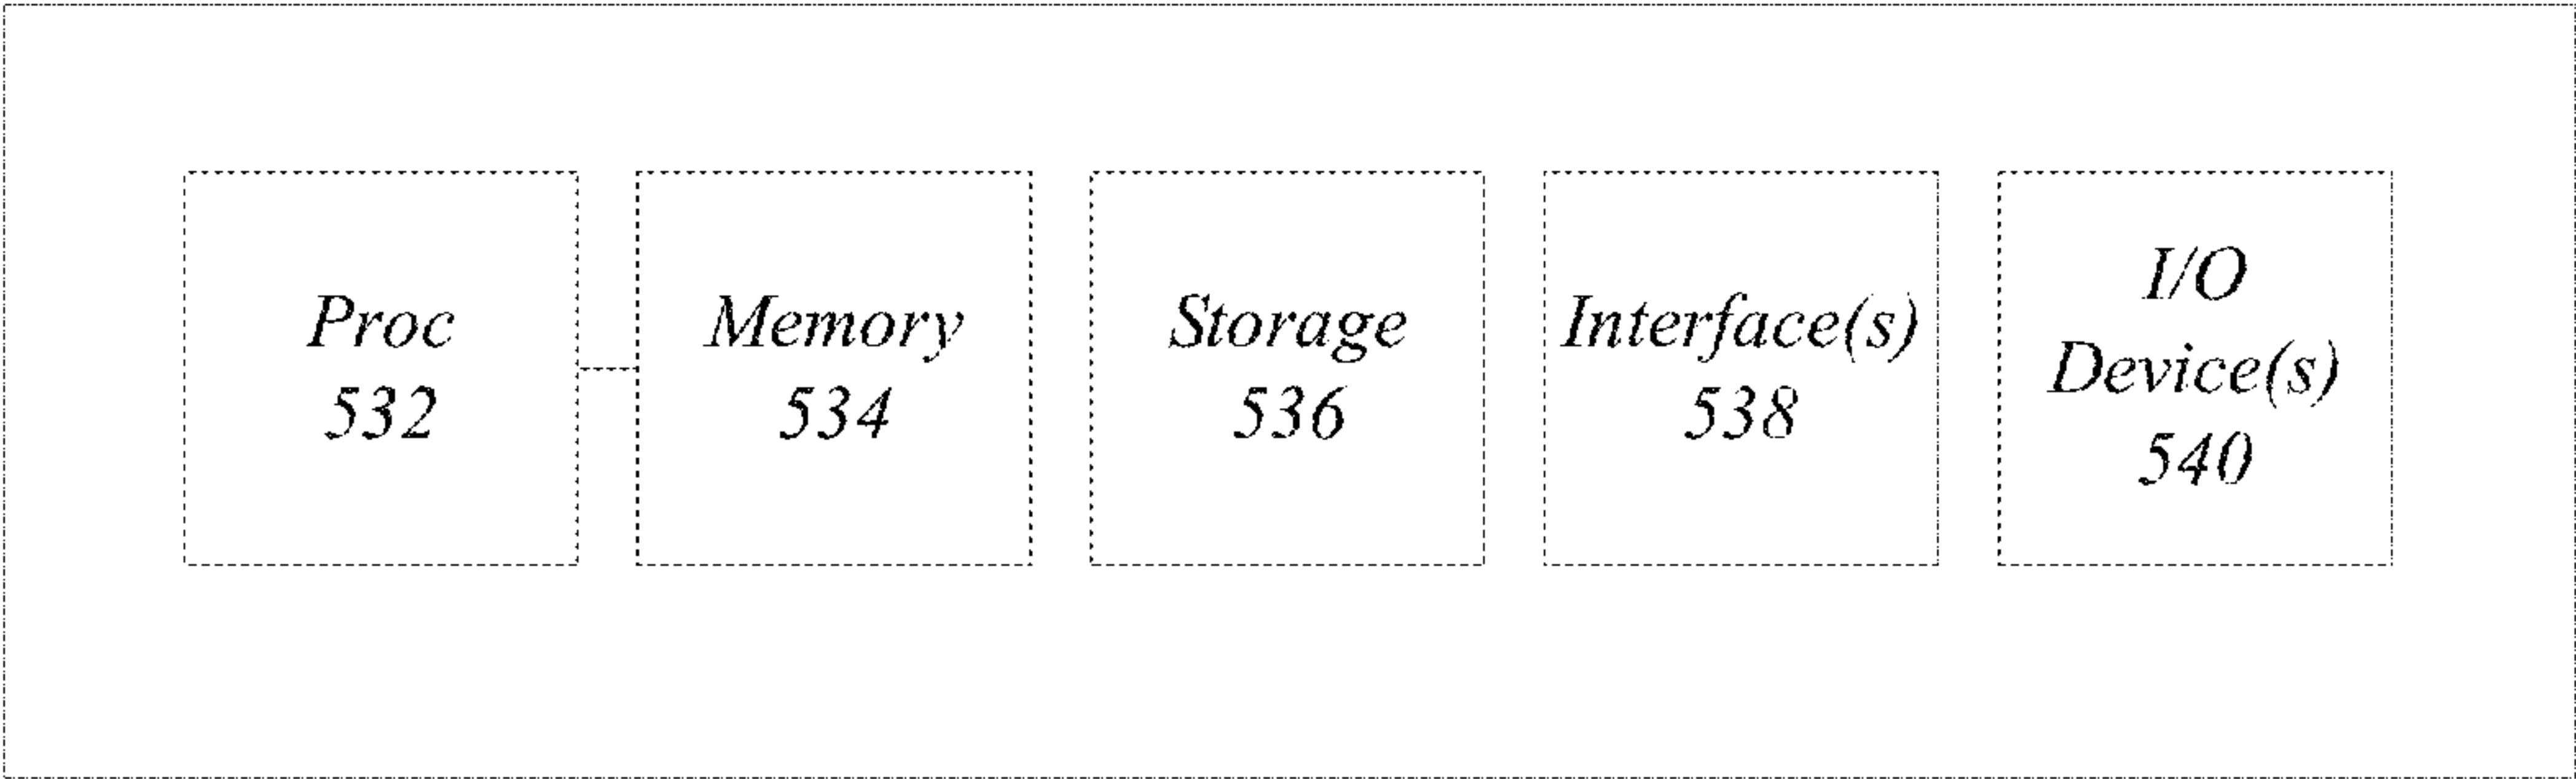 Proc
532
Memory
534
Storage
536
Interface(s)
538
I/O
Device(s)
540